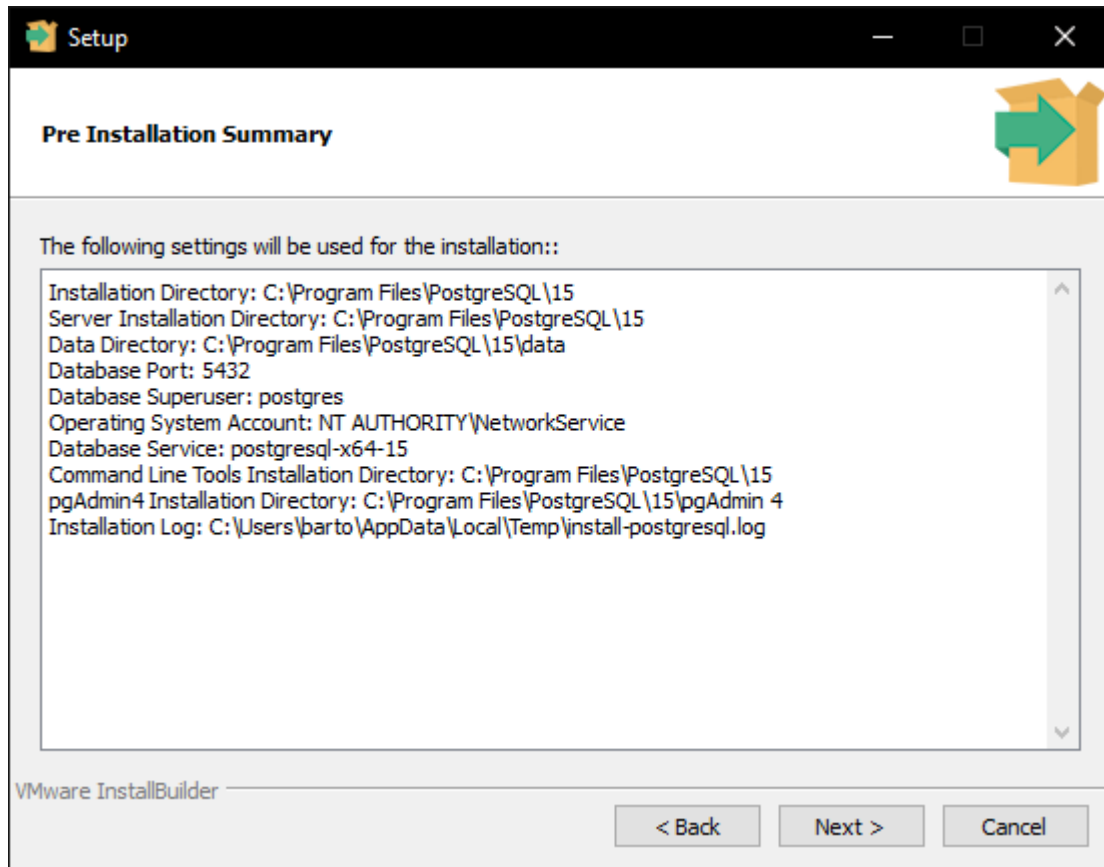 Setup
Pre Installation Summary
The following settings will be used for the installation::
Installation Directory: C:\Program Files\PostgreSQL\15
Server Installation Directory: C:\Program Files\PostgreSQL\15
Data Directory: C:\Program Files\PostgreSQL\15\data
Database Port: 5432
Database Superuser: postgres
Operating System Account: NT AUTHORITY\NetworkService
Database Service: postgresql-x64-15
Command Line Tools Installation Directory: C:\Program Files\PostgreSQL\15
pgAdmin4 Installation Directory: C:\Program Files\PostgreSQL\15\pgAdmin 4
Installation Log: C:\Users\barto\AppData\Local\Temp\install-postgresql.log
VMware InstallBuilder
< Back Next > Cancel